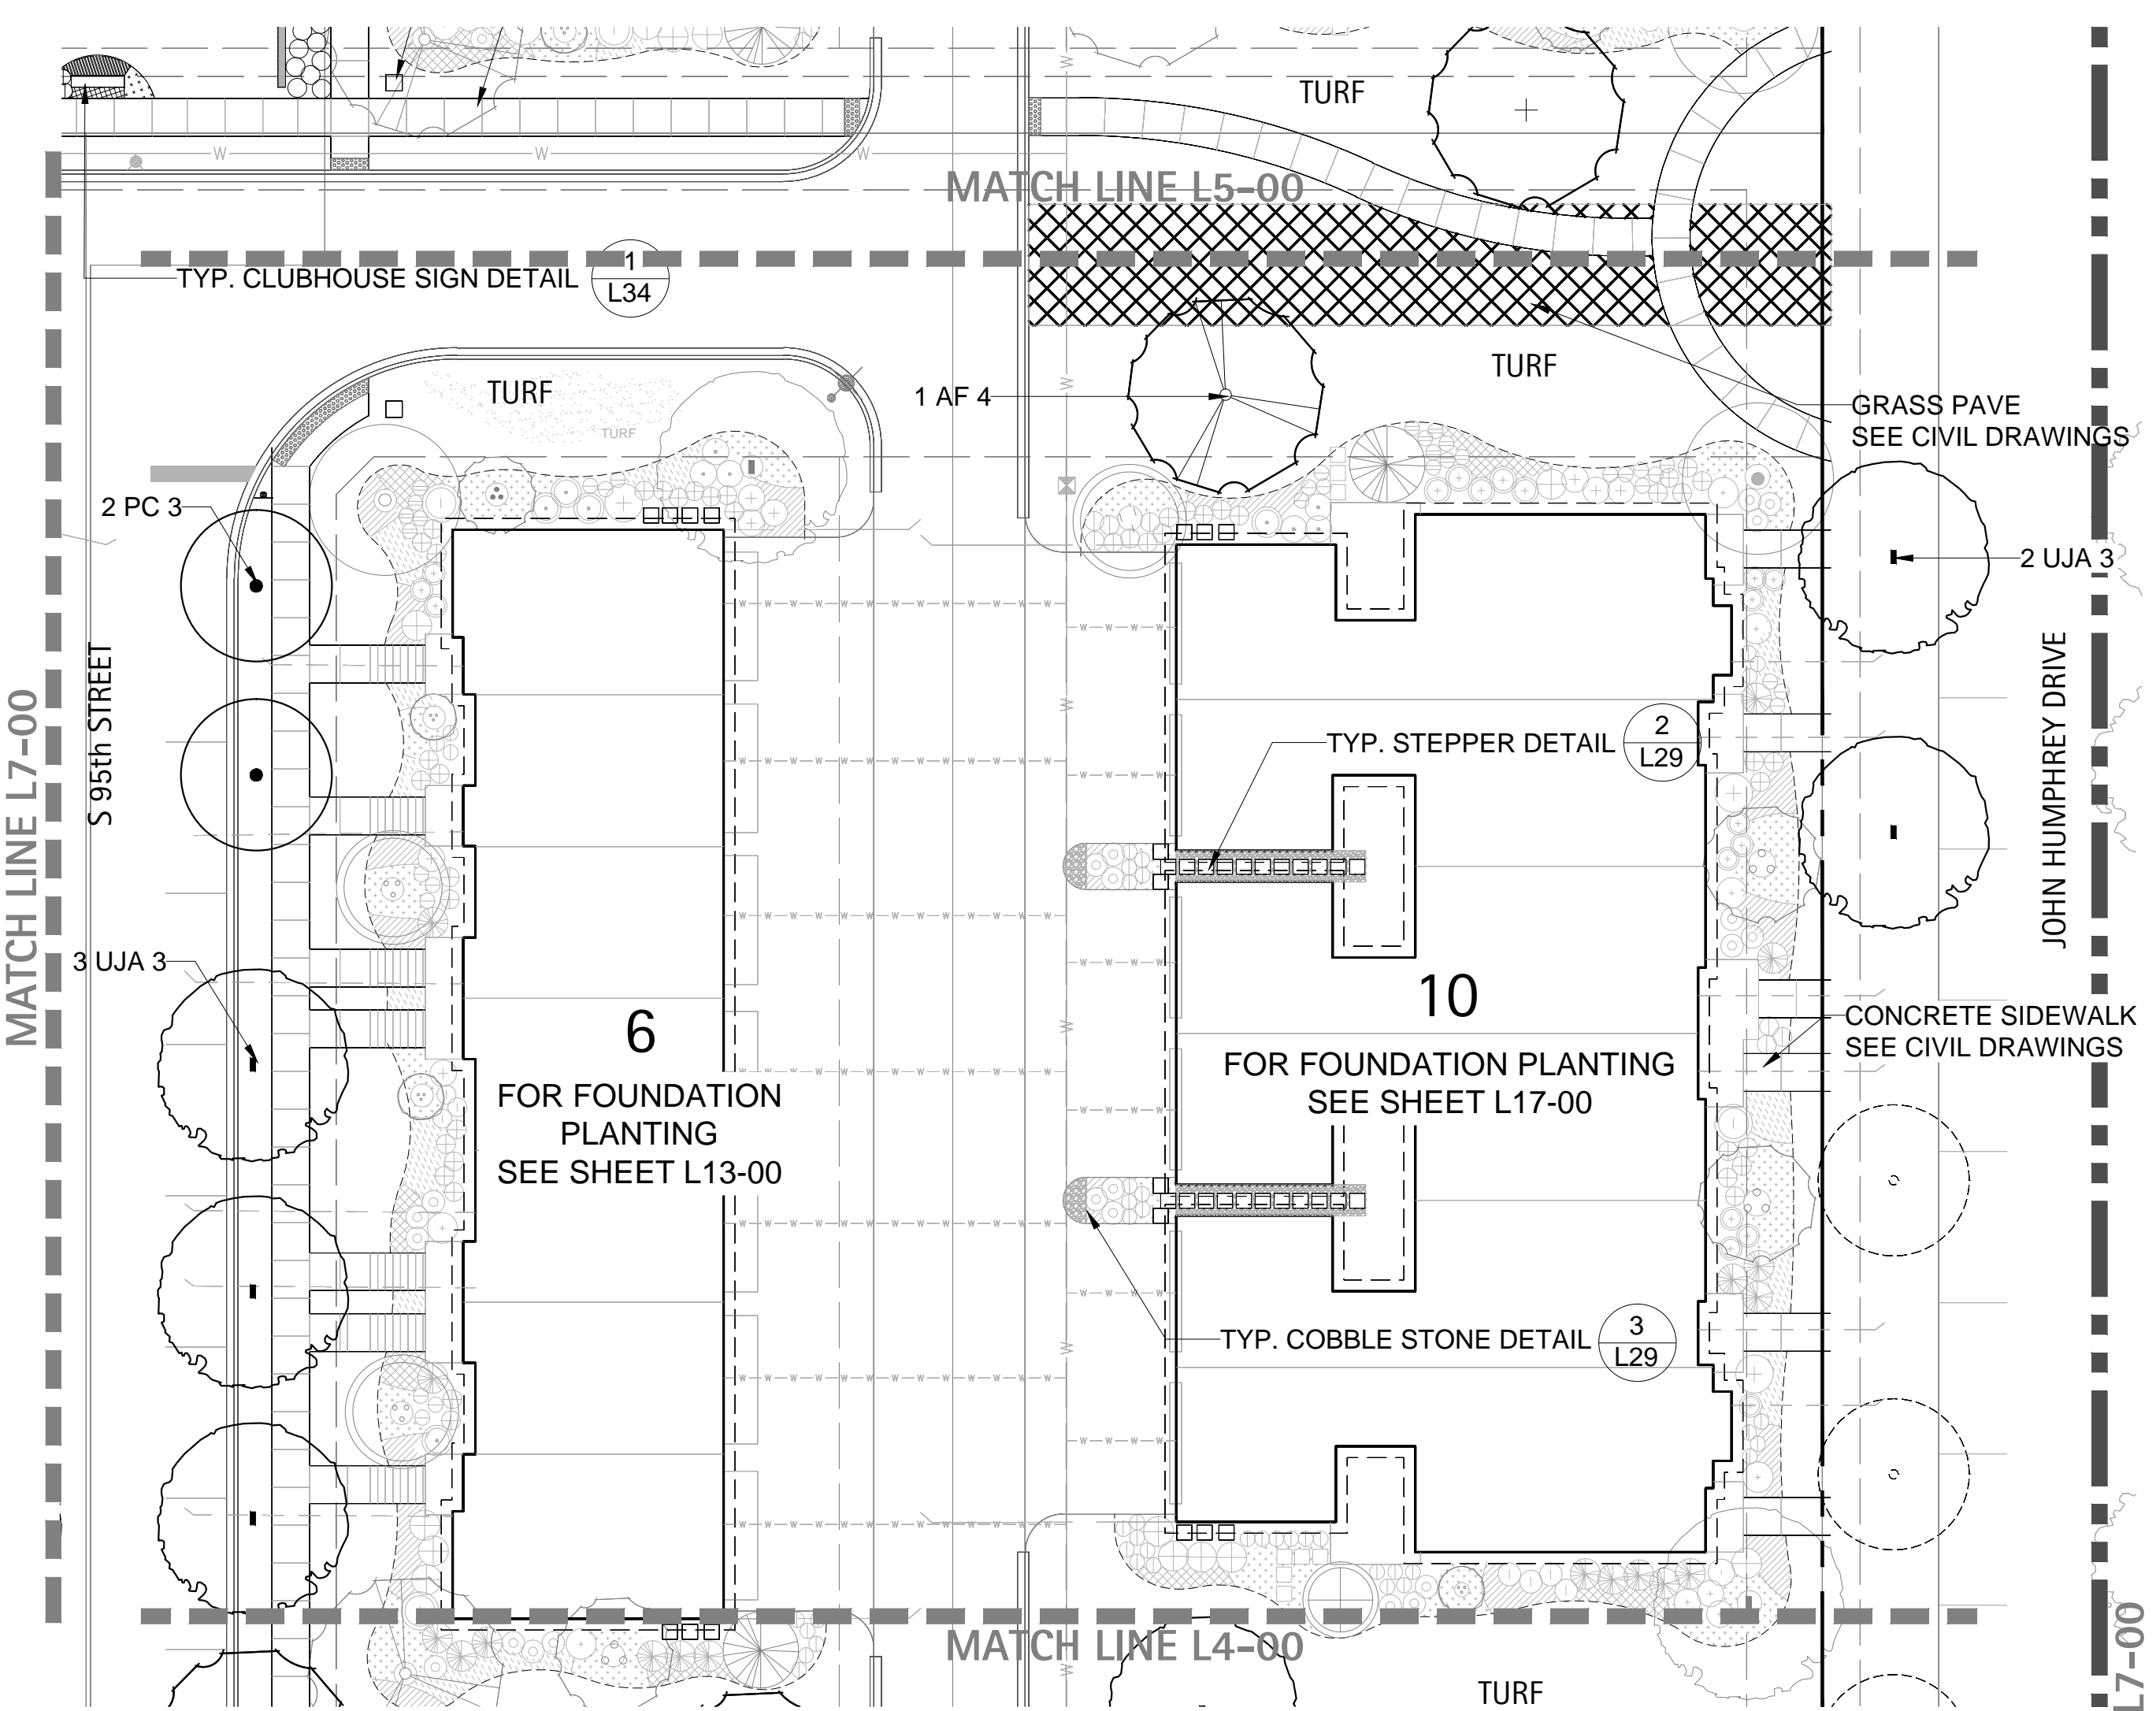 TURF
MATCH LINE L5-00
TYP. CLUBHOUSE SIGN DETAIL
1
L34
TURF
TURF
TURF
1 AF 4
GRASS PAVE
SEE CIVIL DRAWINGS
2 PC 3
2 UJA 3
S 95th STREET
JOHN HUMPHREY DRIVE
MATCH LINE L7-00
TYP. STEPPER DETAIL
2
L29
3 UJA 3
6
FOR FOUNDATION
PLANTING
SEE SHEET L13-00
10
FOR FOUNDATION PLANTING
SEE SHEET L17-00
CONCRETE SIDEWALK
SEE CIVIL DRAWINGS
TYP. COBBLE STONE DETAIL
3
L29
MATCH LINE L4-00
TURF
L7-00